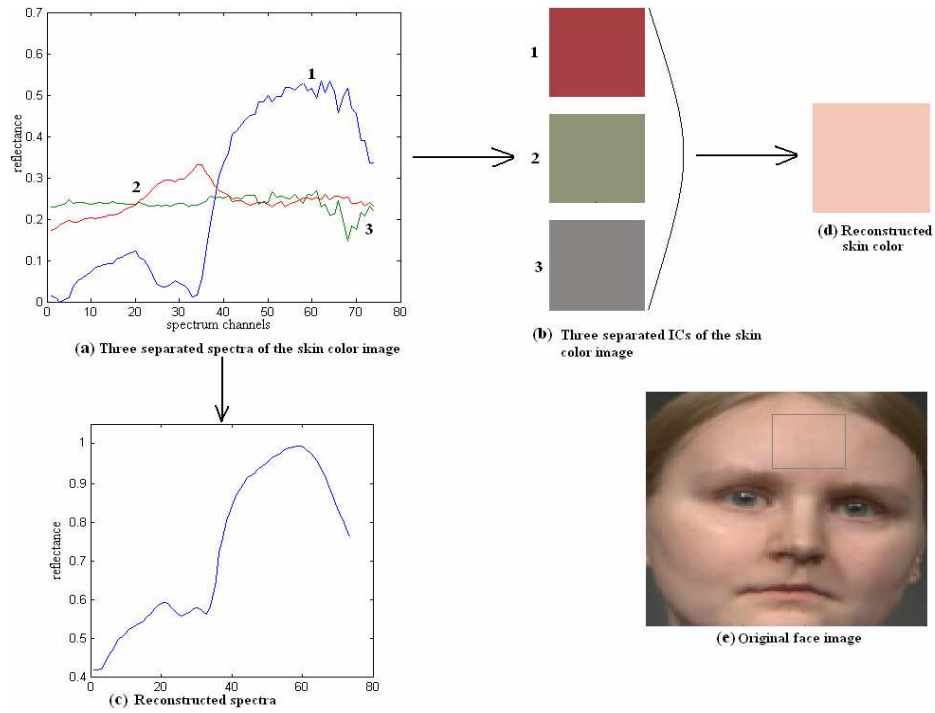 0.7
0.6
0.5
0.4
0.3
0.2
0.1
0
reflectance
1
2
3
0 10 20 30 40 50 60 70 80
spectrum channels
(a) Three separated spectra of the skin color image
1
2
3
(b) Three separated ICs of the skin
color image
(d) Reconstructed
skin color
1
0.9
0.8
0.7
0.6
0.5
0.4
reflectance
0 20 40 60 80
(c) Reconstructed spectra
(e) Original face image